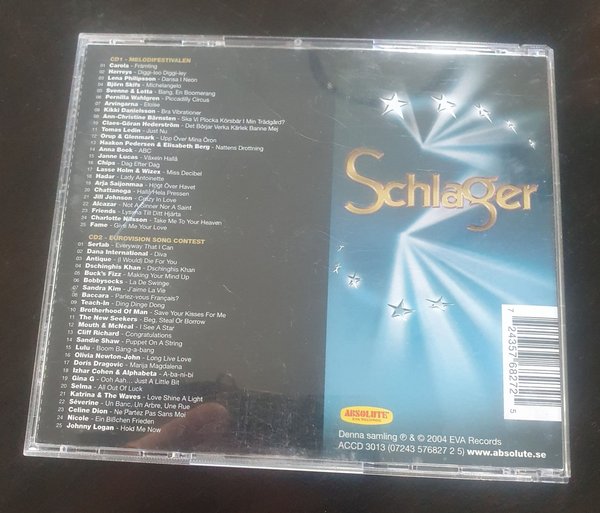 CD1 - MELODIFESTIVALEN
01 Carola - Främling
02 Herreys - Diggi-loo Diggi-ley
03 Lena Philipsson - Dansa I Neon
04 Björn Skifs - Michelangelo
05 Svenne & Lotta - Bang, En Boomerang
06 Pernilla Wahlgren - Piccadilly Circus
07 Arvingarna - Eloise
08 Kikki Danielsson - Bra Vibrationer
09 Ann-Christine Bärnsten - Ska Vi Plocka Körsbär I Min Trädgård?
10 Claes-Göran Hederström - Det Börjar Verka Kärlek Banne Mej
11 Tomas Ledin - Just Nu
12 Orup & Glenmark - Upp Över Mina Öron
13 Haakon Pedersen & Elisabeth Berg - Nattens Drottning
14 Anna Book - ABC
15 Janne Lucas - Växeln Hallå
16 Chips - Dag Efter Dag
17 Lasse Holm & Wizex - Miss Decibel
18 Hadar - Lady Antoinette
19 Arja Saijonmaa - Högt Över Havet
20 Chattanega - Hallå Hela Pressen
21 Jill Johnson - Crazy In Love
22 Alcazar - Not A Sinner Nor A Saint
23 Friends - Lyssna Till Ditt Hjärta
24 Charlotte Nilsson - Take Me To Your Heaven
25 Fame - Give Me Your Love
CD2 - EUROVISION SONG CONTEST
01 Sertab - Everyway That I Can
02 Dana International - Diva
03 Antique - (I Would) Die For You
04 Dschinghis Khan - Dschinghis Khan
05 Buck's Fizz - Making Your Mind Up
06 Bobbysocks - La De Swinge
07 Sandra Kim - J'aime La Vie
08 Baccara - Parlez-vous Français?
09 Teach-In - Ding Dinge Dong
10 Brotherhood Of Man - Save Your Kisses For Me
11 The New Seekers - Beg, Steal Or Borrow
12 Mouth & McNeal - I See A Star
13 Cliff Richard - Congratulations
14 Sandie Shaw - Puppet On A String
15 Lulu - Boom Bang-a-bang
16 Olivia Newton-John - Long Live Love
17 Doris Dragovic - Marija Magdalena
18 Izhar Cohen & Alphabeta - A-ba-ni-bi
19 Gina G - Ooh Aah... Just A Little Bit
20 Selma - All Out Of Luck
21 Katrina & The Waves - Love Shine A Light
22 Séverine - Un Banc, Un Arbre, Une Rue
23 Celine Dion - Ne Partez Pas Sans Moi
24 Nicole - Ein Bißchen Frieden
25 Johnny Logan - Hold Me Now
Schlager
7 24357 68272 5
ABSOLUTE
Denna samling ℗ & © 2004 EVA Records
ACCD 3013 (07243 576827 2 5) www.absolute.se